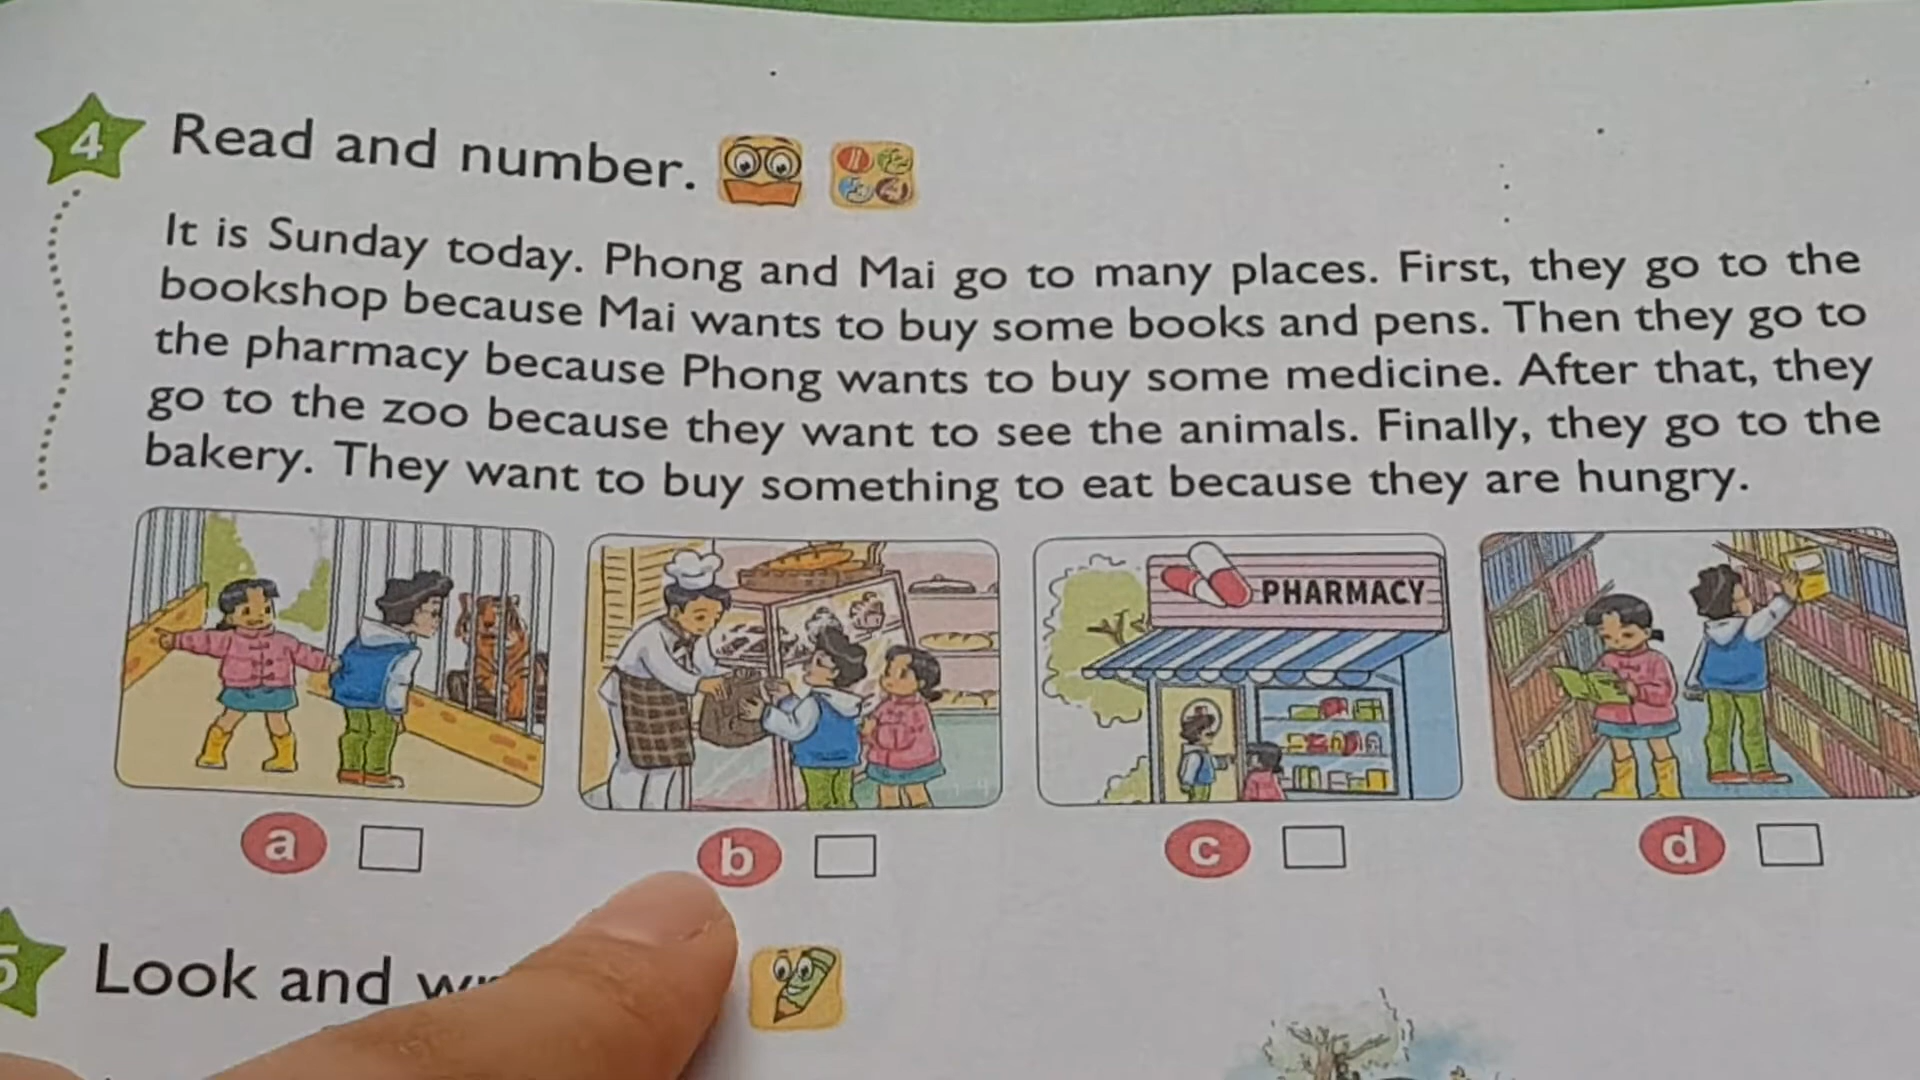 4 Read and number.
It is Sunday today. Phong and Mai go to many places. First, they go to the
bookshop because Mai wants to buy some books and pens. Then they go to
the pharmacy because Phong wants to buy some medicine. After that, they
go to the zoo because they want to see the animals. Finally, they go to the
bakery. They want to buy something to eat because they are hungry.
PHARMACY
a b c d
5 Look and